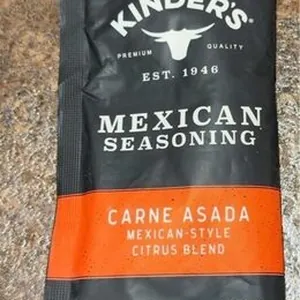 KINDER'S®
PREMIUM QUALITY
EST. 1946
MEXICAN
SEASONING
CARNE ASADA
MEXICAN-STYLE
CITRUS BLEND